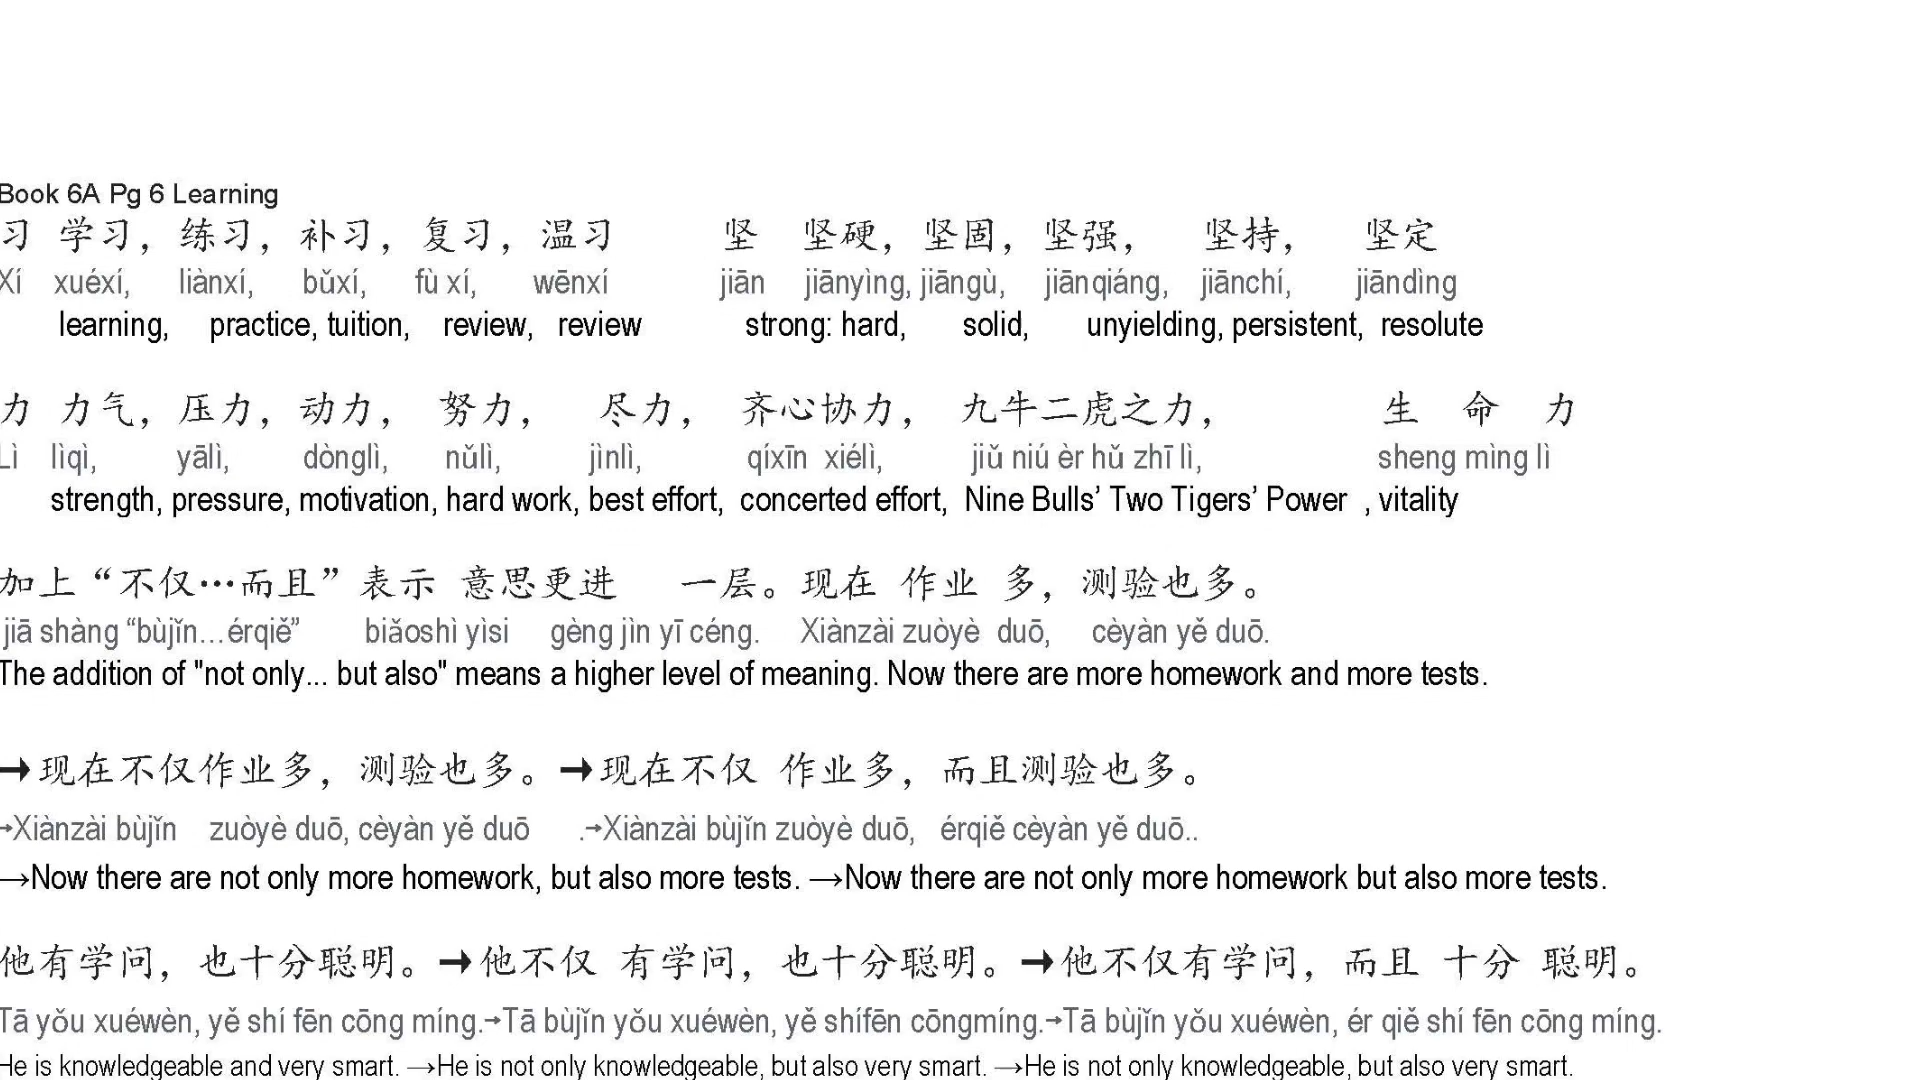 Book 6A Pg 6 Learning
习 学习，练习，补习，复习，温习 坚 坚硬，坚固，坚强， 坚持， 坚定
Xí xuéxí, liànxí, bǔxí, fù xí, wēnxí jiān jiānyìng, jiāngù, jiānqiáng, jiānchí, jiāndìng
learning, practice, tuition, review, review strong: hard, solid, unyielding, persistent, resolute
力 力气，压力，动力， 努力， 尽力， 齐心协力， 九牛二虎之力， 生 命 力
Lì lìqì, yālì, dònglì, nǔlì, jìnlì, qíxīn xiélì, jiǔ niú èr hǔ zhī lì, sheng mìng lì
strength, pressure, motivation, hard work, best effort, concerted effort, Nine Bulls’ Two Tigers’ Power , vitality
加上“不仅…而且”表示 意思更进 一层。现在 作业 多，测验也多。
jiā shàng “bùjǐn…érqiě” biǎoshì yìsi gèng jìn yī céng. Xiànzài zuòyè duō, cèyàn yě duō.
The addition of "not only... but also" means a higher level of meaning. Now there are more homework and more tests.
→现在不仅作业多，测验也多。→现在不仅 作业多，而且测验也多。
→Xiànzài bùjǐn zuòyè duō, cèyàn yě duō .→Xiànzài bùjǐn zuòyè duō, érqiě cèyàn yě duō..
→Now there are not only more homework, but also more tests. →Now there are not only more homework but also more tests.
他有学问，也十分聪明。→他不仅 有学问，也十分聪明。→他不仅有学问，而且 十分 聪明。
Tā yǒu xuéwèn, yě shí fēn cōng míng.→Tā bùjǐn yǒu xuéwèn, yě shífēn cōngmíng.→Tā bùjǐn yǒu xuéwèn, ér qiě shí fēn cōng míng.
He is knowledgeable and very smart. →He is not only knowledgeable, but also very smart. →He is not only knowledgeable, but also very smart.